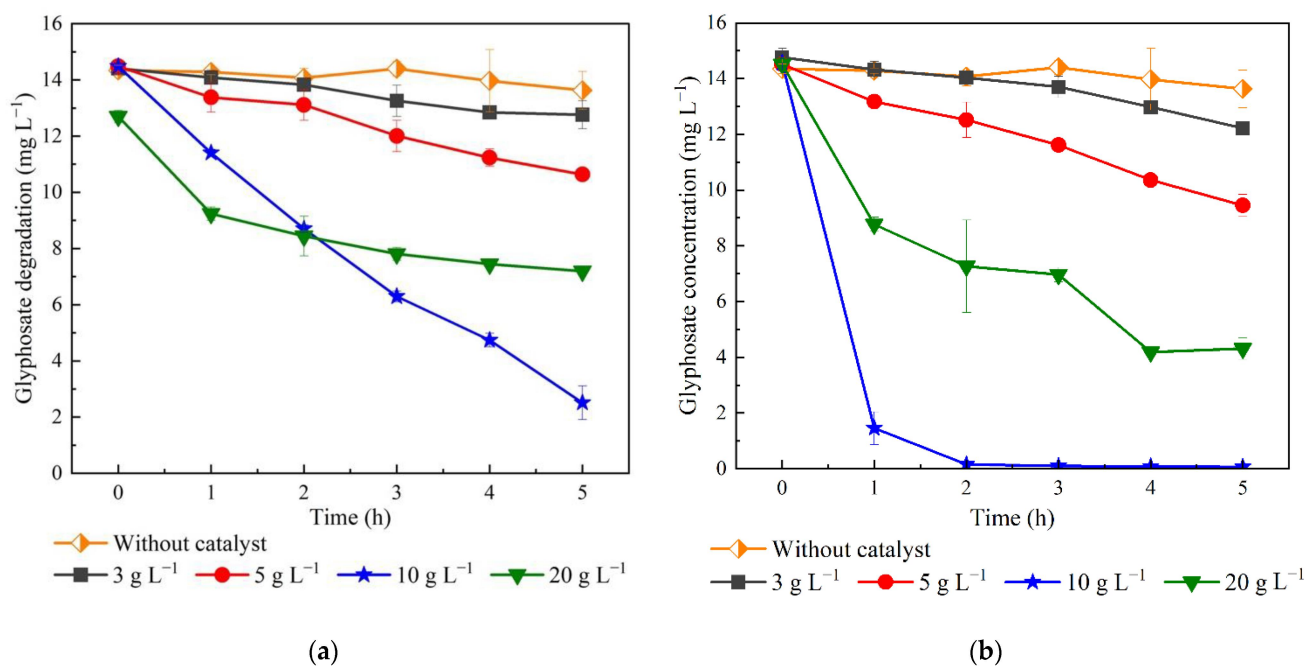 Glyphosate degradation (mg L⁻¹)
16
14
12
10
8
6
4
2
0
0 1 2 3 4 5
Time (h)
Without catalyst
3 g L⁻¹ 5 g L⁻¹ 10 g L⁻¹ 20 g L⁻¹
(a)
Glyphosate concentration (mg L⁻¹)
16
14
12
10
8
6
4
2
0
0 1 2 3 4 5
Time (h)
Without catalyst
3 g L⁻¹ 5 g L⁻¹ 10 g L⁻¹ 20 g L⁻¹
(b)